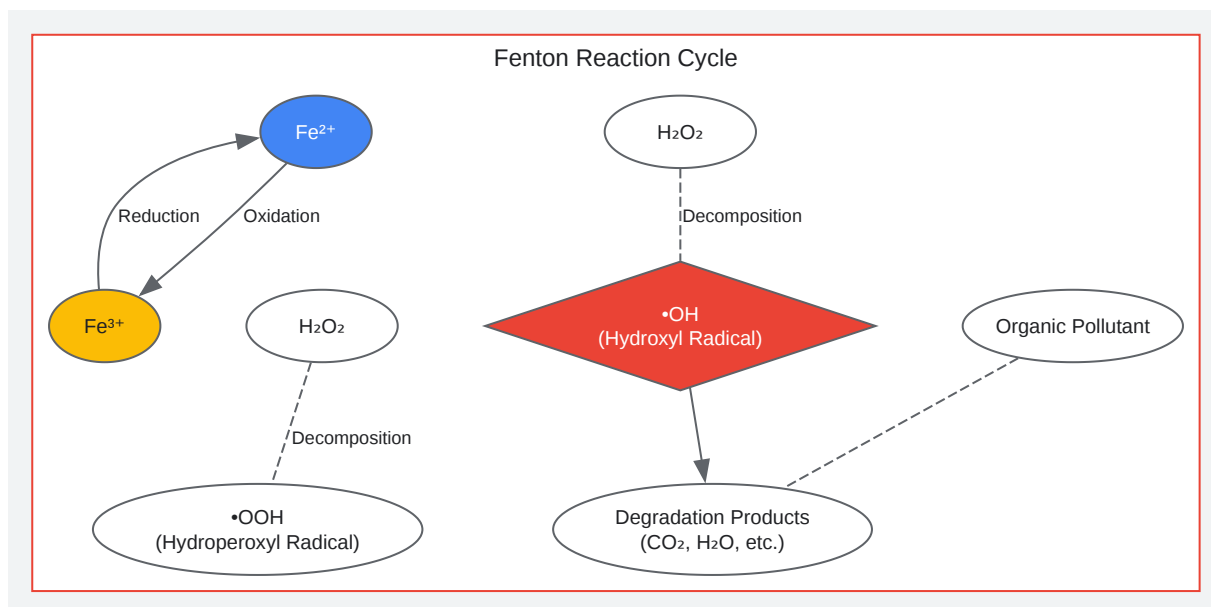 Fenton Reaction Cycle
Fe²⁺
H₂O₂
Reduction
Oxidation
Decomposition
Fe³⁺
H₂O₂
•OH
(Hydroxyl Radical)
Organic Pollutant
Decomposition
•OOH
(Hydroperoxyl Radical)
Degradation Products
(CO₂, H₂O, etc.)